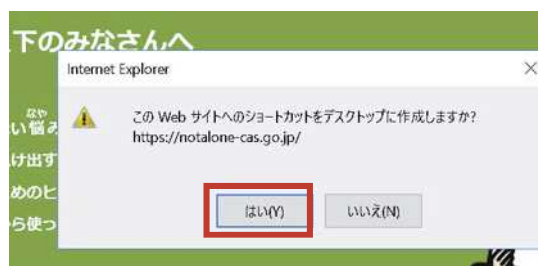 下のみなさんへ
Internet Explorer
なや
い悩み
この Web サイトへのショートカットをデスクトップに作成しますか?
https://notalone-cas.go.jp/
け出す
めのヒ
ら使っ
はい(Y)
いいえ(N)